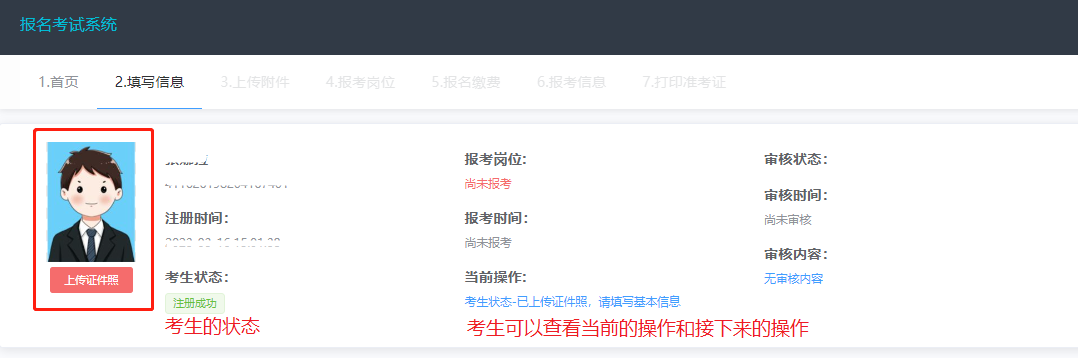 报名考试系统
1.首页 2.填写信息 3.上传附件 4.报考岗位 5.报名缴费 6.报考信息 7.打印准考证
上传证件照
注册时间:
考生状态:
注册成功
考生的状态
报考岗位:
尚未报考
报考时间:
尚未报考
当前操作:
考生状态-已上传证件照，请填写基本信息
考生可以查看当前的操作和接下来的操作
审核状态:
审核时间:
尚未审核
审核内容:
无审核内容